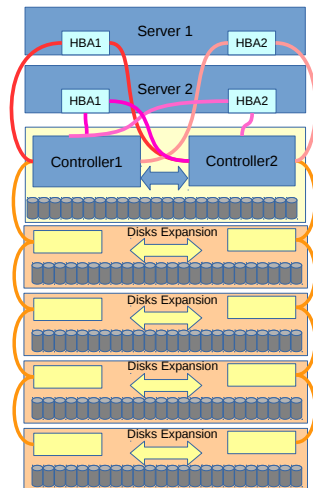 Server 1
HBA1
HBA2
Server 2
HBA1
HBA2
Controller1
Controller2
Disks Expansion
Disks Expansion
Disks Expansion
Disks Expansion